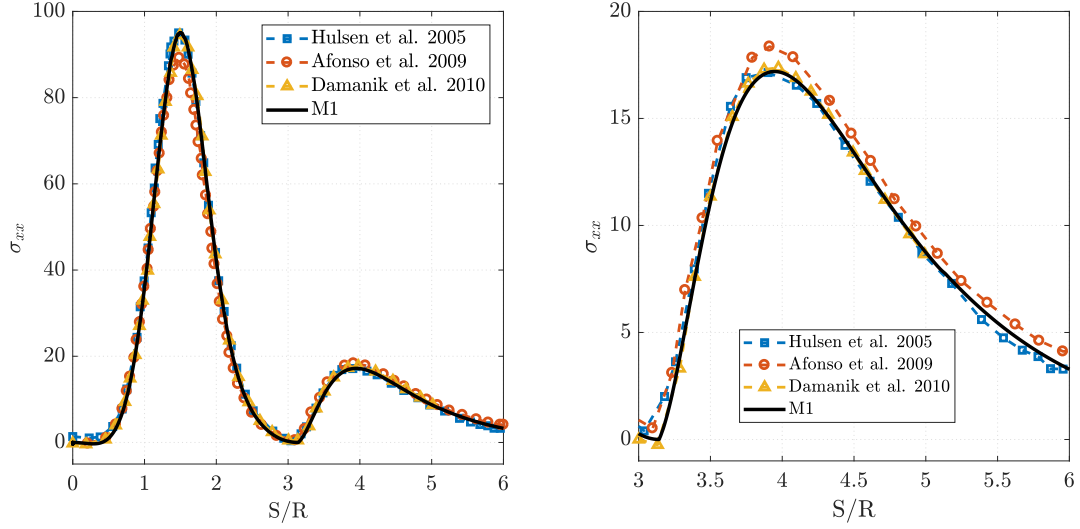 100
80
60
40
20
0
σxx
0 1 2 3 4 5 6
S/R
Hulsen et al. 2005
Afonso et al. 2009
Damanik et al. 2010
M1
20
15
10
5
0
σxx
Hulsen et al. 2005
Afonso et al. 2009
Damanik et al. 2010
M1
3 3.5 4 4.5 5 5.5 6
S/R